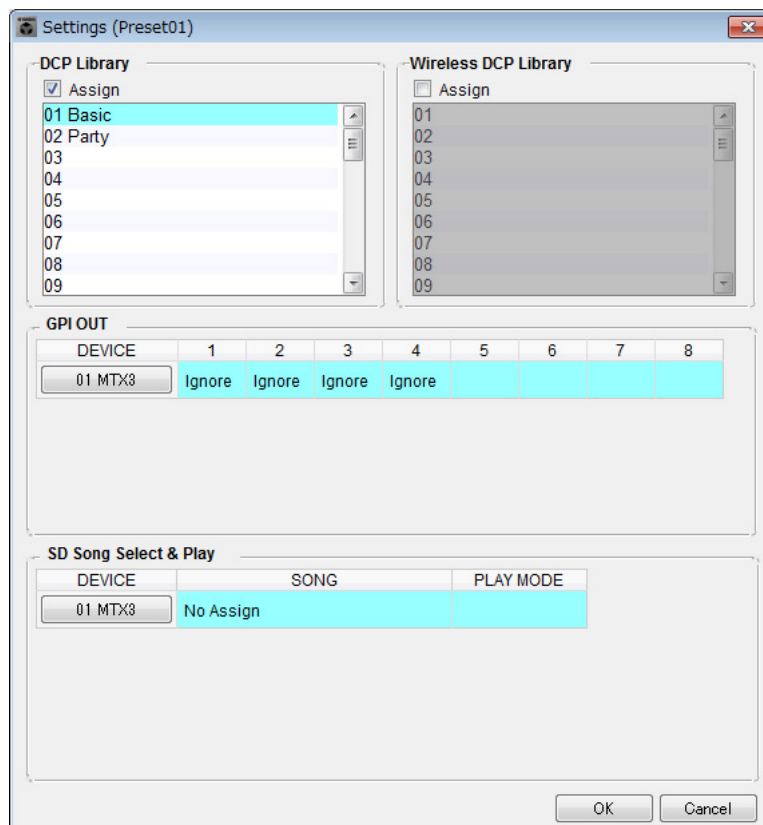 Settings (Preset01)
DCP Library
Assign
01 Basic
02 Party
03
04
05
06
07
08
09
Wireless DCP Library
Assign
01
02
03
04
05
06
07
08
09
GPI OUT
DEVICE 1 2 3 4 5 6 7 8
01 MTX3 Ignore Ignore Ignore Ignore
SD Song Select & Play
DEVICE SONG PLAY MODE
01 MTX3 No Assign
OK Cancel